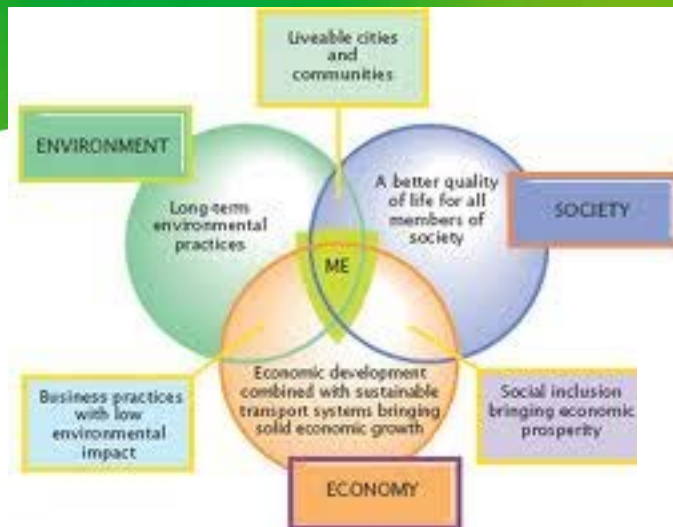 Liveable cities
and
communities
ENVIRONMENT
Long-term
environmental
practices
A better quality
of life for all
members of
society
SOCIETY
ME
Economic development
combined with sustainable
transport systems bringing
solid economic growth
Business practices
with low
environmental
impact
Social inclusion
bringing economic
prosperity
ECONOMY